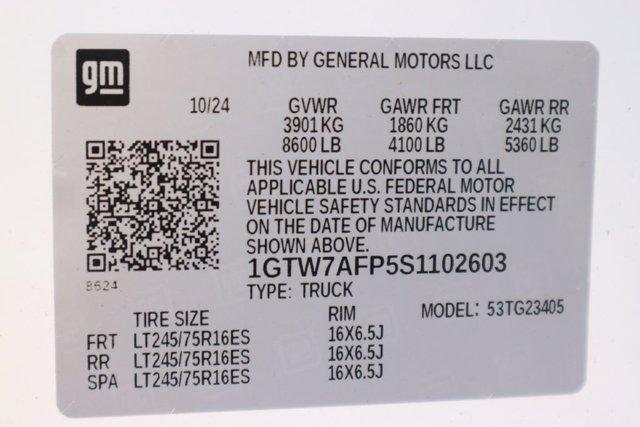 gm
MFD BY GENERAL MOTORS LLC
10/24 GVWR GAWR FRT GAWR RR
3901 KG 1860 KG 2431 KG
8600 LB 4100 LB 5360 LB
THIS VEHICLE CONFORMS TO ALL
APPLICABLE U.S. FEDERAL MOTOR
VEHICLE SAFETY STANDARDS IN EFFECT
ON THE DATE OF MANUFACTURE
SHOWN ABOVE.
1GTW7AFP5S1102603
8624
TYPE: TRUCK
MODEL: 53TG23405
TIRE SIZE RIM
FRT LT245/75R16ES 16X6.5J
RR LT245/75R16ES 16X6.5J
SPA LT245/75R16ES 16X6.5J